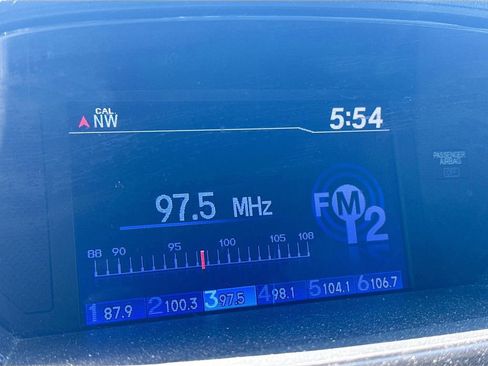 CAL
NW 5:54
PASSENGER
AIRBAG
OFF
97.5 MHz FM 2
88 90 95 100 105 108
1 87.9 2 100.3 3 97.5 4 98.1 5 104.1 6 106.7